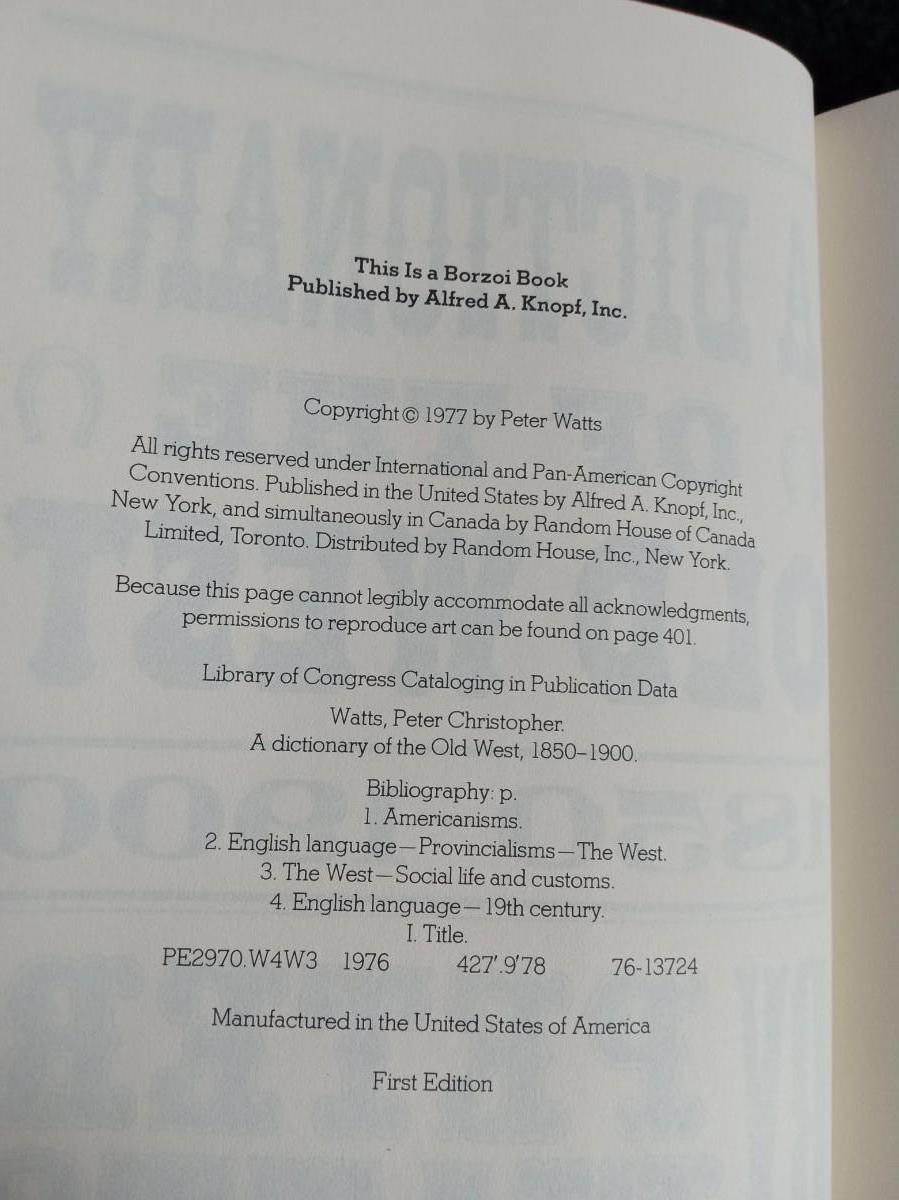 This Is a Borzoi Book
Published by Alfred A. Knopf, Inc.
Copyright © 1977 by Peter Watts
All rights reserved under International and Pan-American Copyright
Conventions. Published in the United States by Alfred A. Knopf, Inc.,
New York, and simultaneously in Canada by Random House of Canada
Limited, Toronto. Distributed by Random House, Inc., New York.
Because this page cannot legibly accommodate all acknowledgments,
permissions to reproduce art can be found on page 401.
Library of Congress Cataloging in Publication Data
Watts, Peter Christopher.
A dictionary of the Old West, 1850–1900.
Bibliography: p.
1. Americanisms.
2. English language—Provincialisms—The West.
3. The West—Social life and customs.
4. English language—19th century.
I. Title.
PE2970.W4W3 1976 427'.9'78 76-13724
Manufactured in the United States of America
First Edition